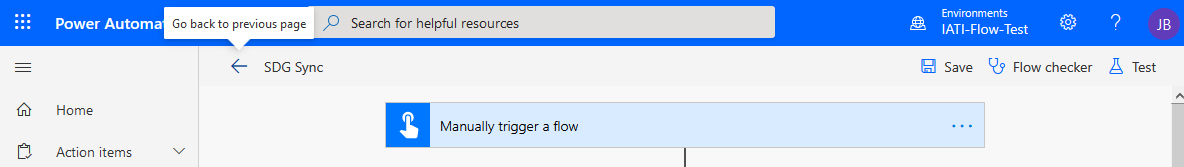 Power Automat
Go back to previous page
Search for helpful resources
Environments
IATI-Flow-Test
?
JB
SDG Sync
Save
Flow checker
Test
Home
Action items
Manually trigger a flow
...